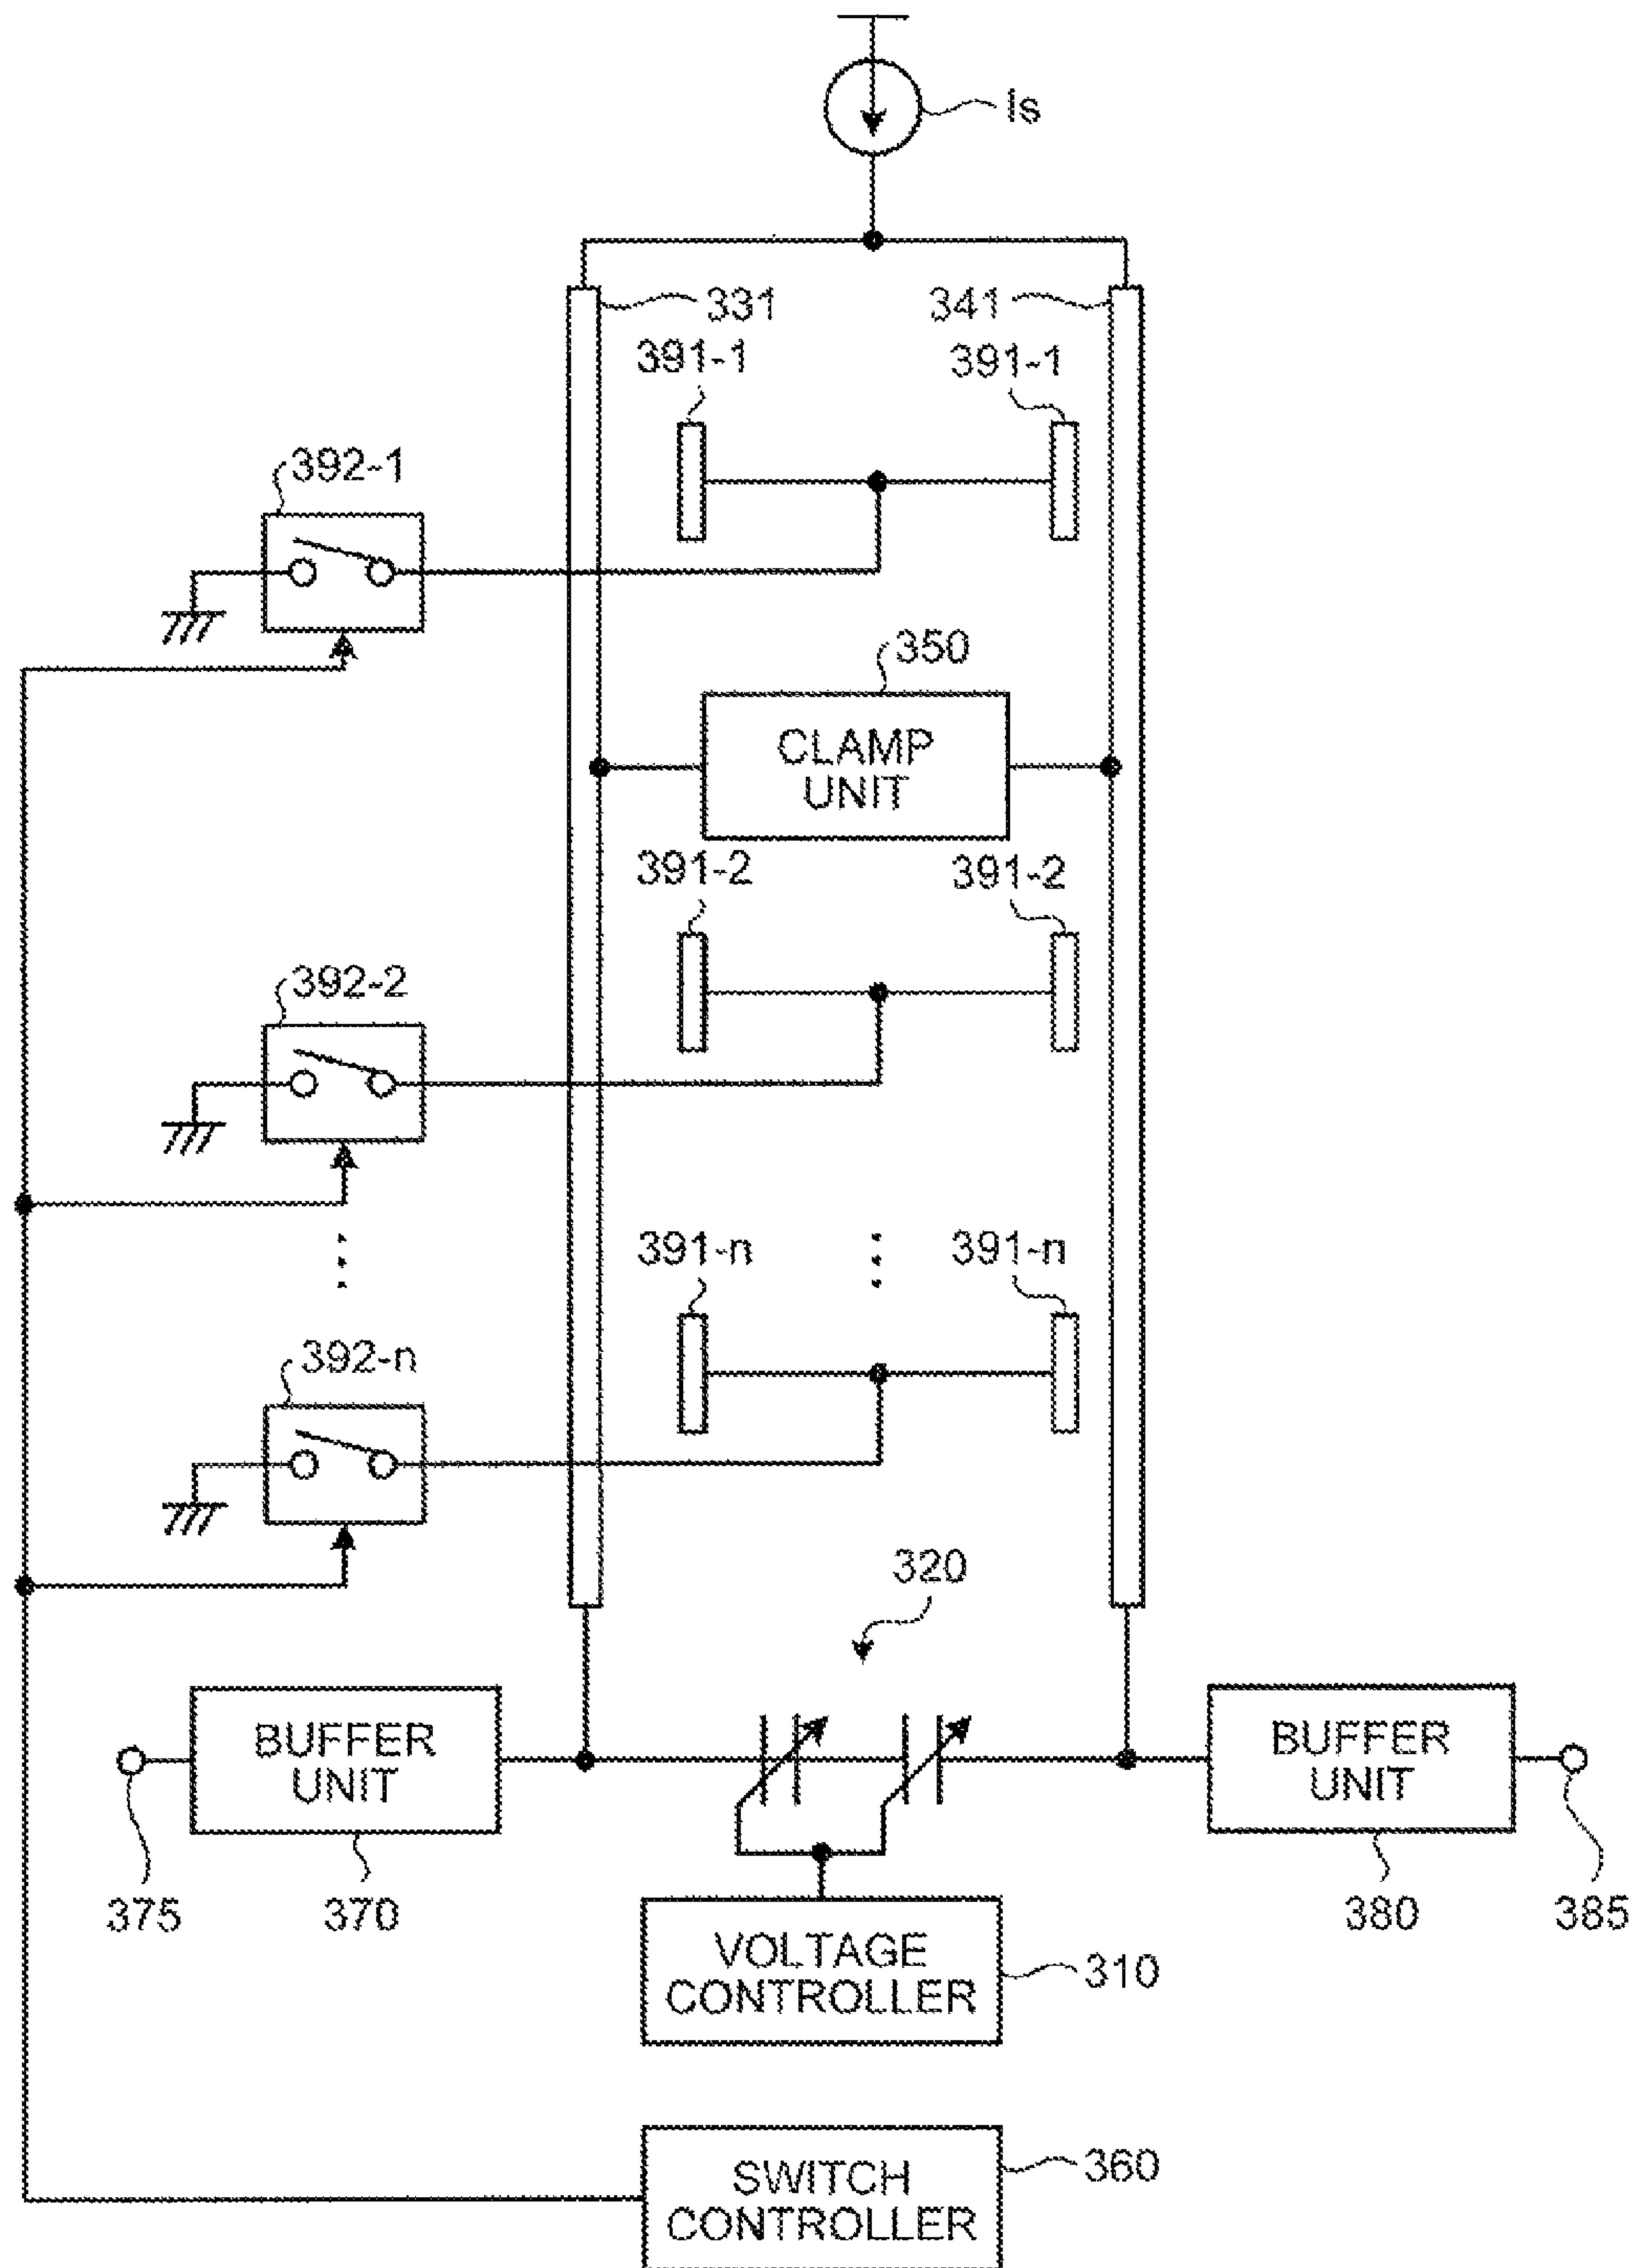 Is
331
341
391-1
391-1
392-1
350
CLAMP
UNIT
391-2
391-2
392-2
391-n
391-n
392-n
320
BUFFER
UNIT
BUFFER
UNIT
375
370
380
385
VOLTAGE
CONTROLLER
310
SWITCH
CONTROLLER
360